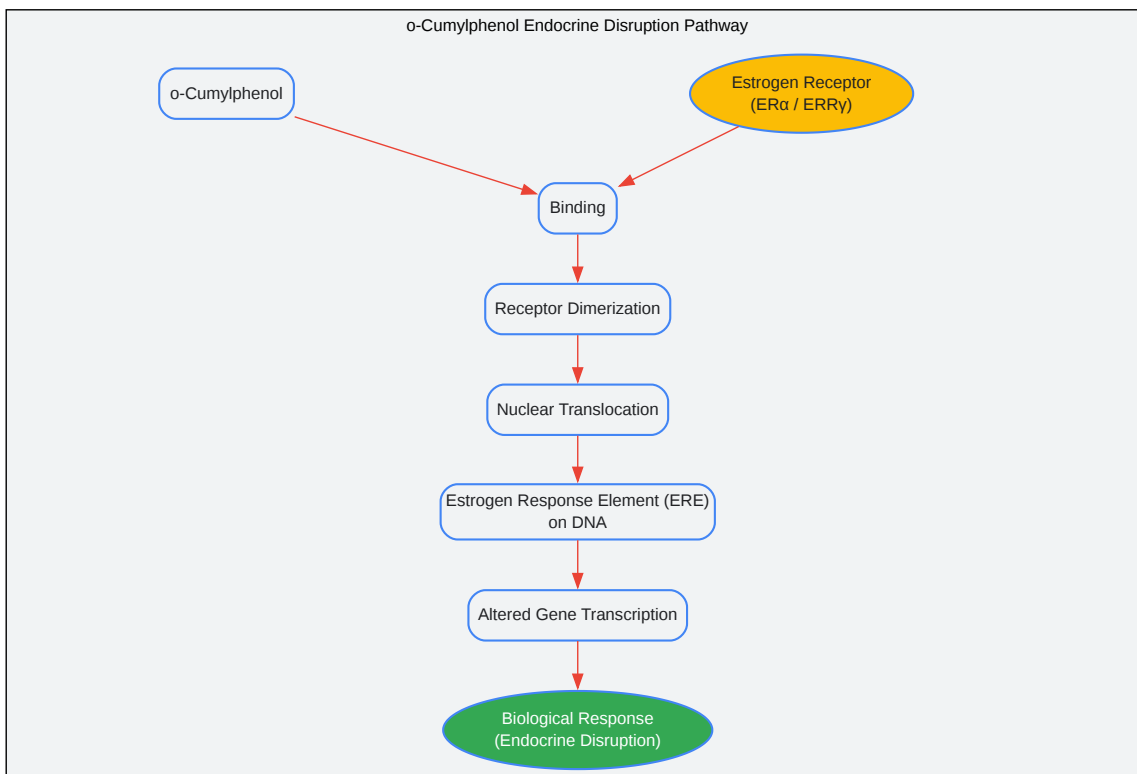 o-Cumylphenol Endocrine Disruption Pathway
o-Cumylphenol
Estrogen Receptor
(ERα / ERRγ)
Binding
Receptor Dimerization
Nuclear Translocation
Estrogen Response Element (ERE)
on DNA
Altered Gene Transcription
Biological Response
(Endocrine Disruption)